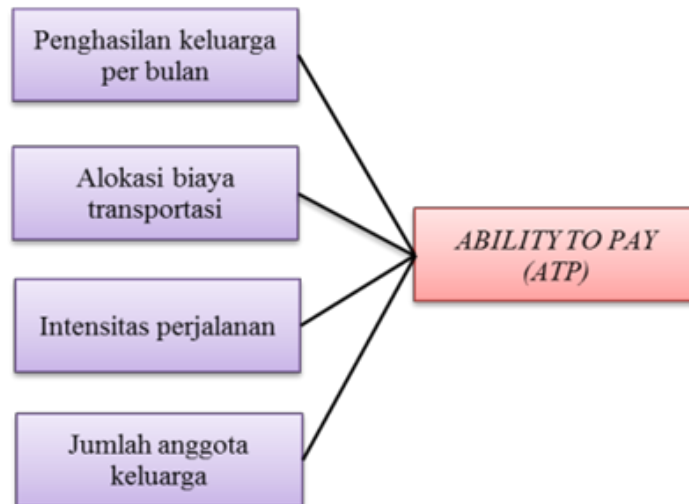 Penghasilan keluarga
per bulan
Alokasi biaya
transportasi
Intensitas perjalanan
Jumlah anggota
keluarga
ABILITY TO PAY
(ATP)